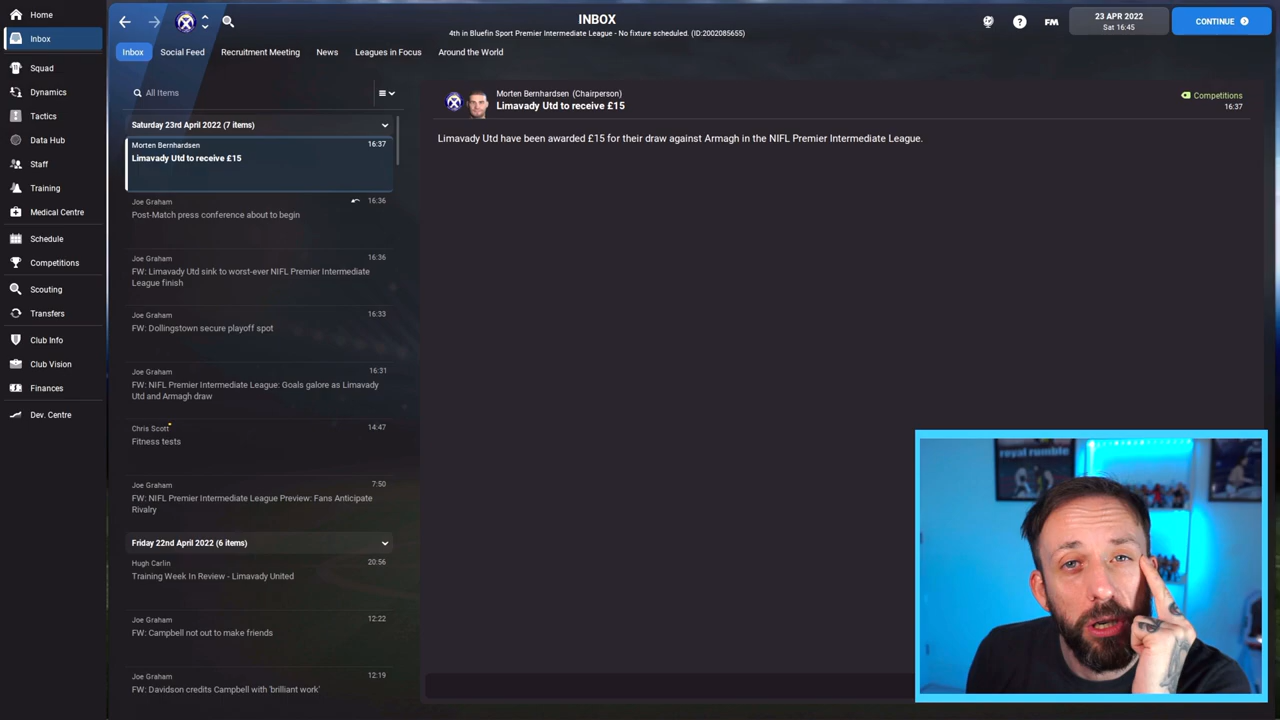 Home
Inbox
Squad
Dynamics
Tactics
Data Hub
Staff
Training
Medical Centre
Schedule
Competitions
Scouting
Transfers
Club Info
Club Vision
Finances
Dev. Centre
INBOX
4th in Bluefin Sport Premier Intermediate League - No fixture scheduled. (ID:2002085655)
?
FM
23 APR 2022
Sat 16:45
CONTINUE
Inbox
Social Feed
Recruitment Meeting
News
Leagues in Focus
Around the World
All Items
Saturday 23rd April 2022 (7 items)
Morten Bernhardsen 16:37
Limavady Utd to receive £15
Joe Graham 16:36
Post-Match press conference about to begin
Joe Graham 16:36
FW: Limavady Utd sink to worst-ever NIFL Premier Intermediate
League finish
Joe Graham 16:33
FW: Dollingstown secure playoff spot
Joe Graham 16:31
FW: NIFL Premier Intermediate League: Goals galore as Limavady
Utd and Armagh draw
Chris Scott 14:47
Fitness tests
Joe Graham 7:50
FW: NIFL Premier Intermediate League Preview: Fans Anticipate
Rivalry
Friday 22nd April 2022 (6 items)
Hugh Carlin 20:56
Training Week In Review - Limavady United
Joe Graham 12:22
FW: Campbell not out to make friends
Joe Graham 12:19
FW: Davidson credits Campbell with 'brilliant work'
Morten Bernhardsen (Chairperson)
Limavady Utd to receive £15
Competitions
16:37
Limavady Utd have been awarded £15 for their draw against Armagh in the NIFL Premier Intermediate League.
royal rumble